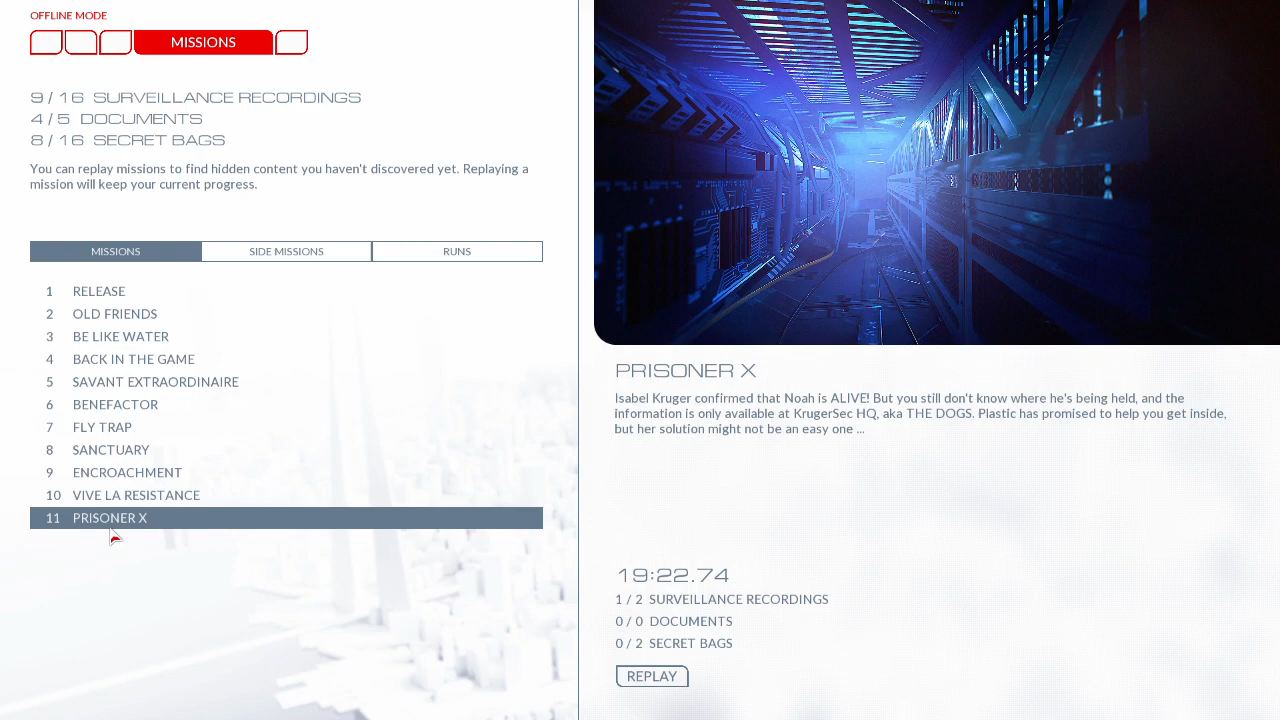 OFFLINE MODE
MISSIONS
9/16 SURVEILLANCE RECORDINGS
4/5 DOCUMENTS
8/16 SECRET BAGS
You can replay missions to find hidden content you haven't discovered yet. Replaying a
mission will keep your current progress.
MISSIONS SIDE MISSIONS RUNS
1 RELEASE
2 OLD FRIENDS
3 BE LIKE WATER
4 BACK IN THE GAME
5 SAVANT EXTRAORDINAIRE
6 BENEFACTOR
7 FLY TRAP
8 SANCTUARY
9 ENCROACHMENT
10 VIVE LA RESISTANCE
11 PRISONER X
PRISONER X
Isabel Kruger confirmed that Noah is ALIVE! But you still don't know where he's being held, and the
information is only available at KrugerSec HQ, aka THE DOGS. Plastic has promised to help you get inside,
but her solution might not be an easy one ...
19:22.74
1 / 2 SURVEILLANCE RECORDINGS
0 / 0 DOCUMENTS
0 / 2 SECRET BAGS
REPLAY